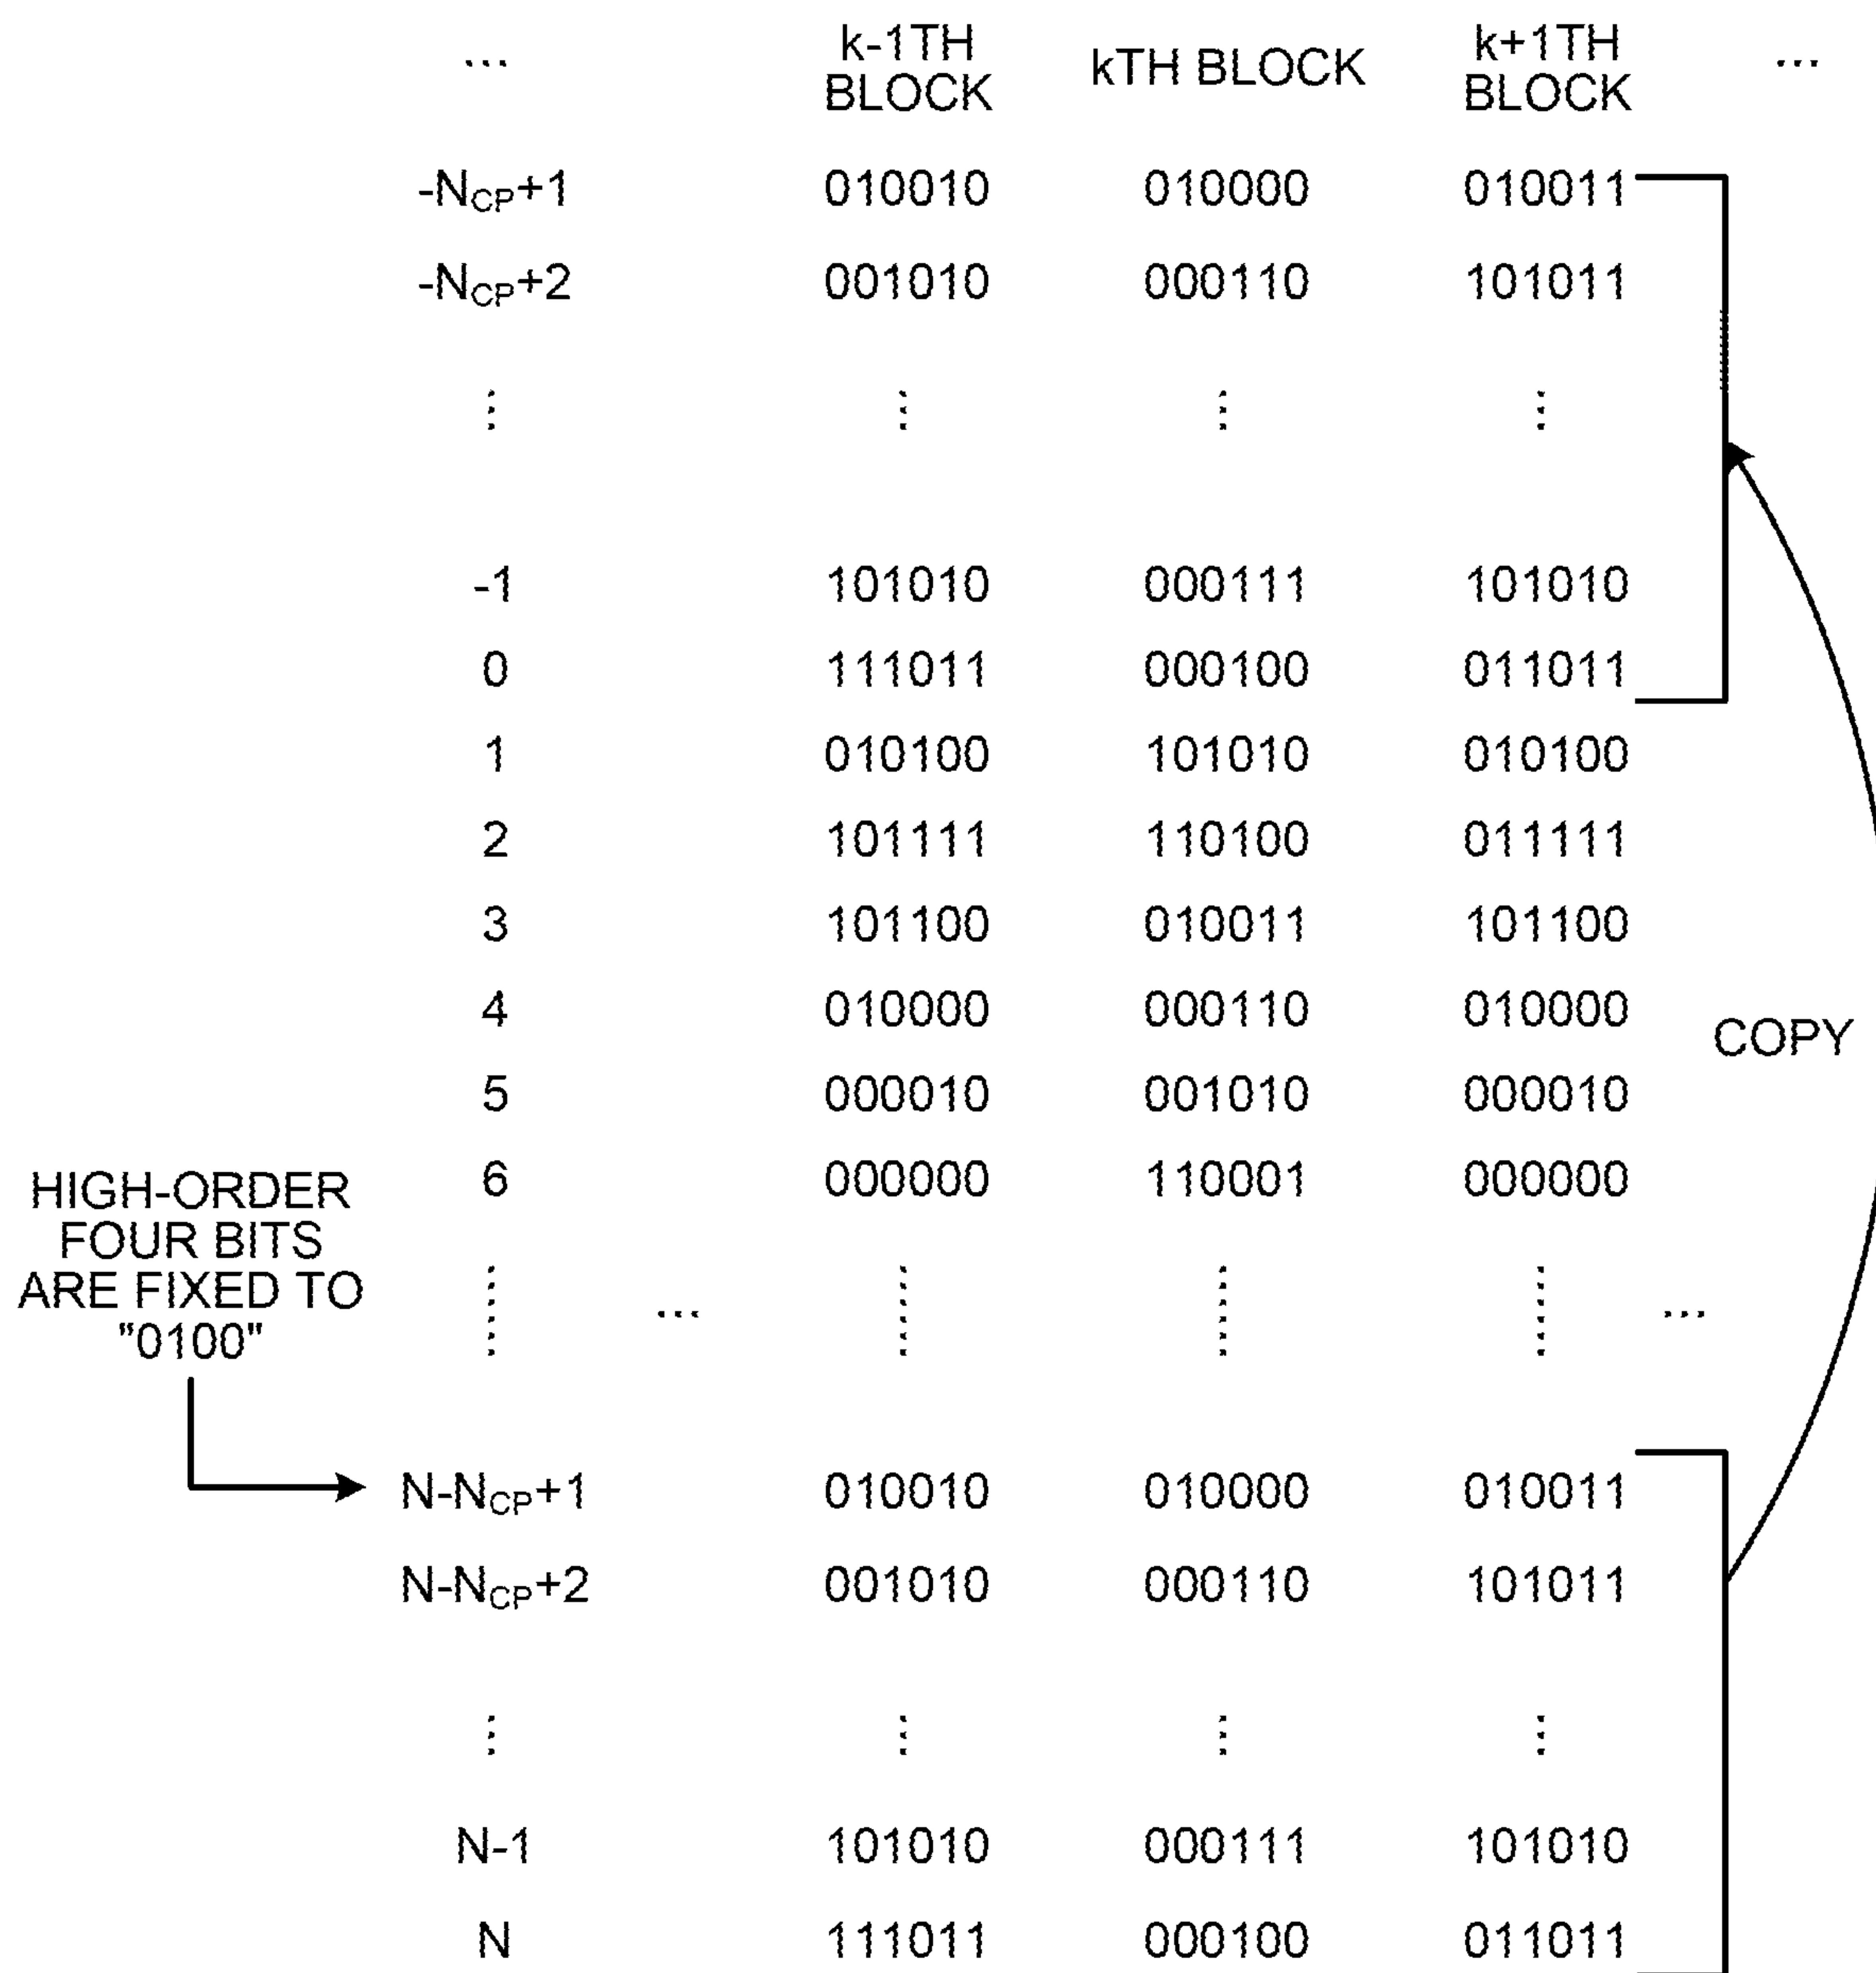 ... k-1TH BLOCK kTH BLOCK k+1TH BLOCK ...
-NCP+1 010010 010000 010011
-NCP+2 001010 000110 101011
-1 101010 000111 101010
0 111011 000100 011011
1 010100 101010 010100
2 101111 110100 011111
3 101100 010011 101100
4 010000 000110 010000
COPY
5 000010 001010 000010
6 000000 110001 000000
HIGH-ORDER
FOUR BITS
ARE FIXED TO
"0100"
... ...
N-NCP+1 010010 010000 010011
N-NCP+2 001010 000110 101011
N-1 101010 000111 101010
N 111011 000100 011011